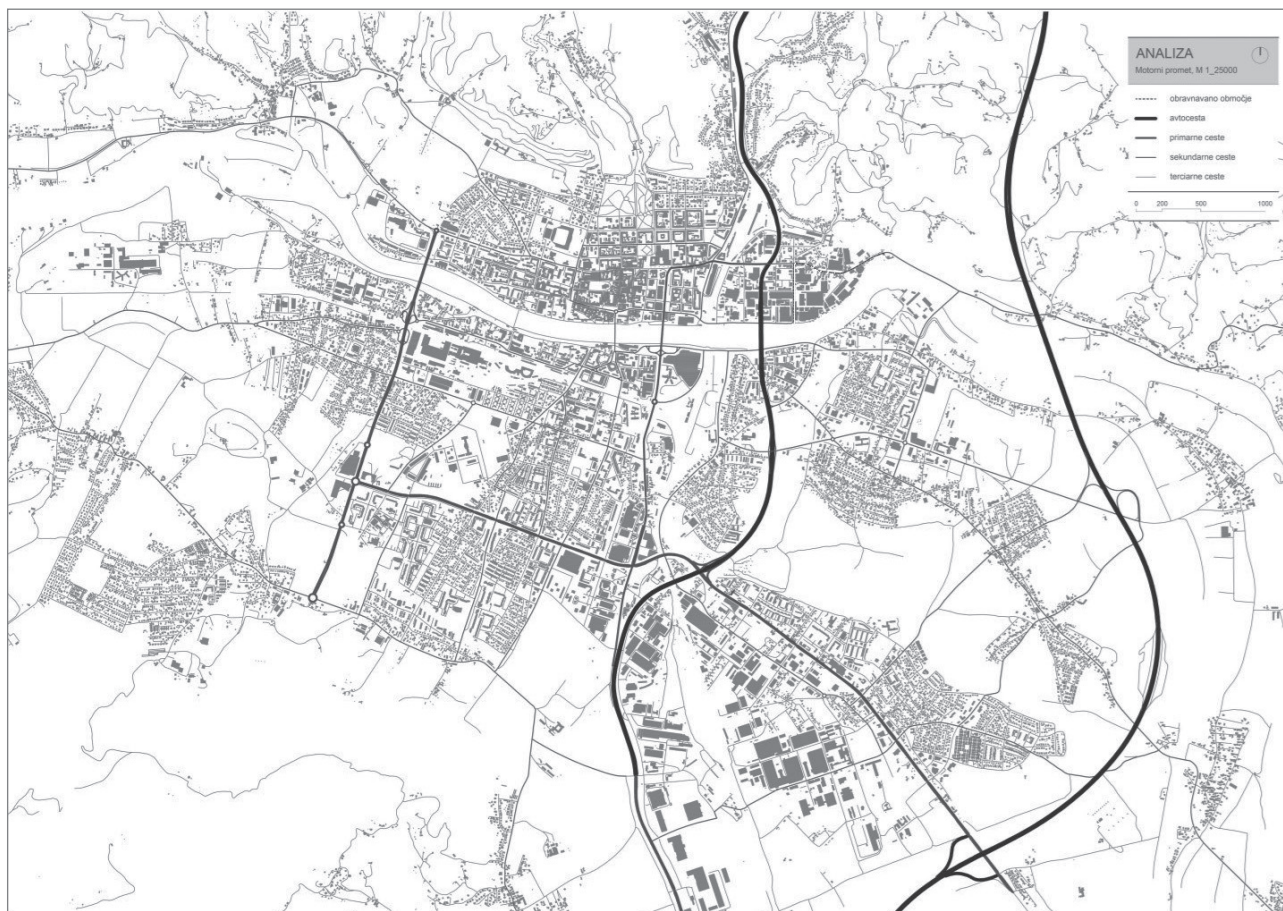 ANALIZA
Motorni promet, M 1_25000
obravnavano območje
avtocesta
primarne ceste
sekundarne ceste
terciarne ceste
0 200 500 1000